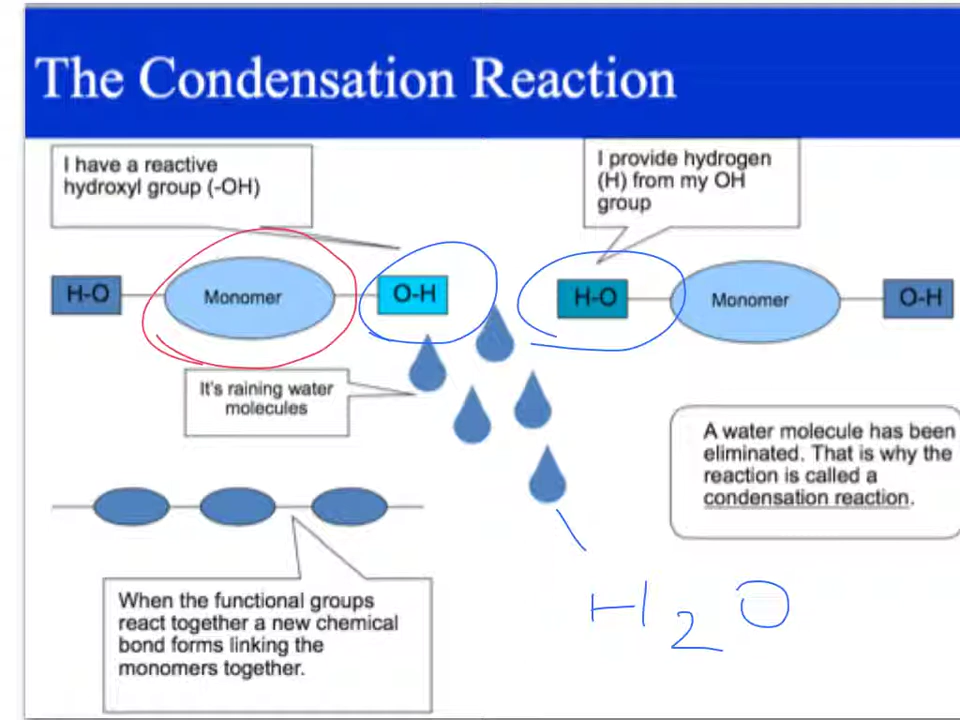 The Condensation Reaction
I have a reactive
hydroxyl group (-OH)
I provide hydrogen
(H) from my OH
group
H-O
Monomer
O-H
H-O
Monomer
O-H
It's raining water
molecules
A water molecule has been
eliminated. That is why the
reaction is called a
condensation reaction.
When the functional groups
react together a new chemical
bond forms linking the
monomers together.
H2O